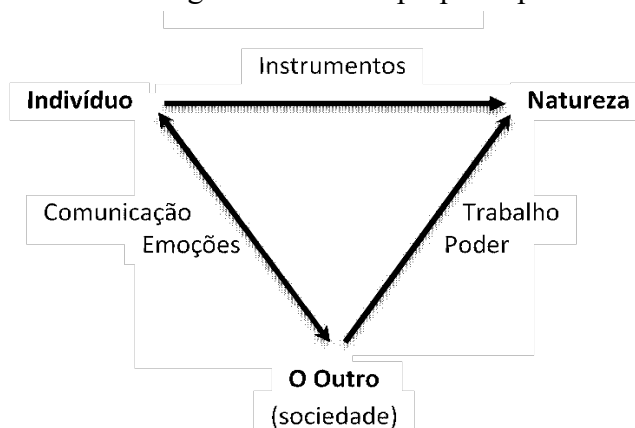 Instrumentos
Indivíduo
Natureza
Comunicação
Emoções
Trabalho
Poder
O Outro
(sociedade)